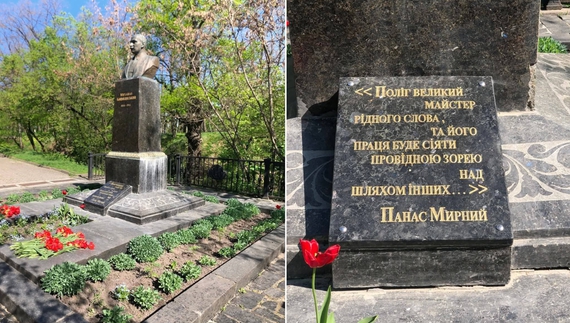 << Поліг великий
майстер
рідного слова,
та його
праця буде сіяти
провідною зорею
над
шляхом інших...>>
Панас Мирний